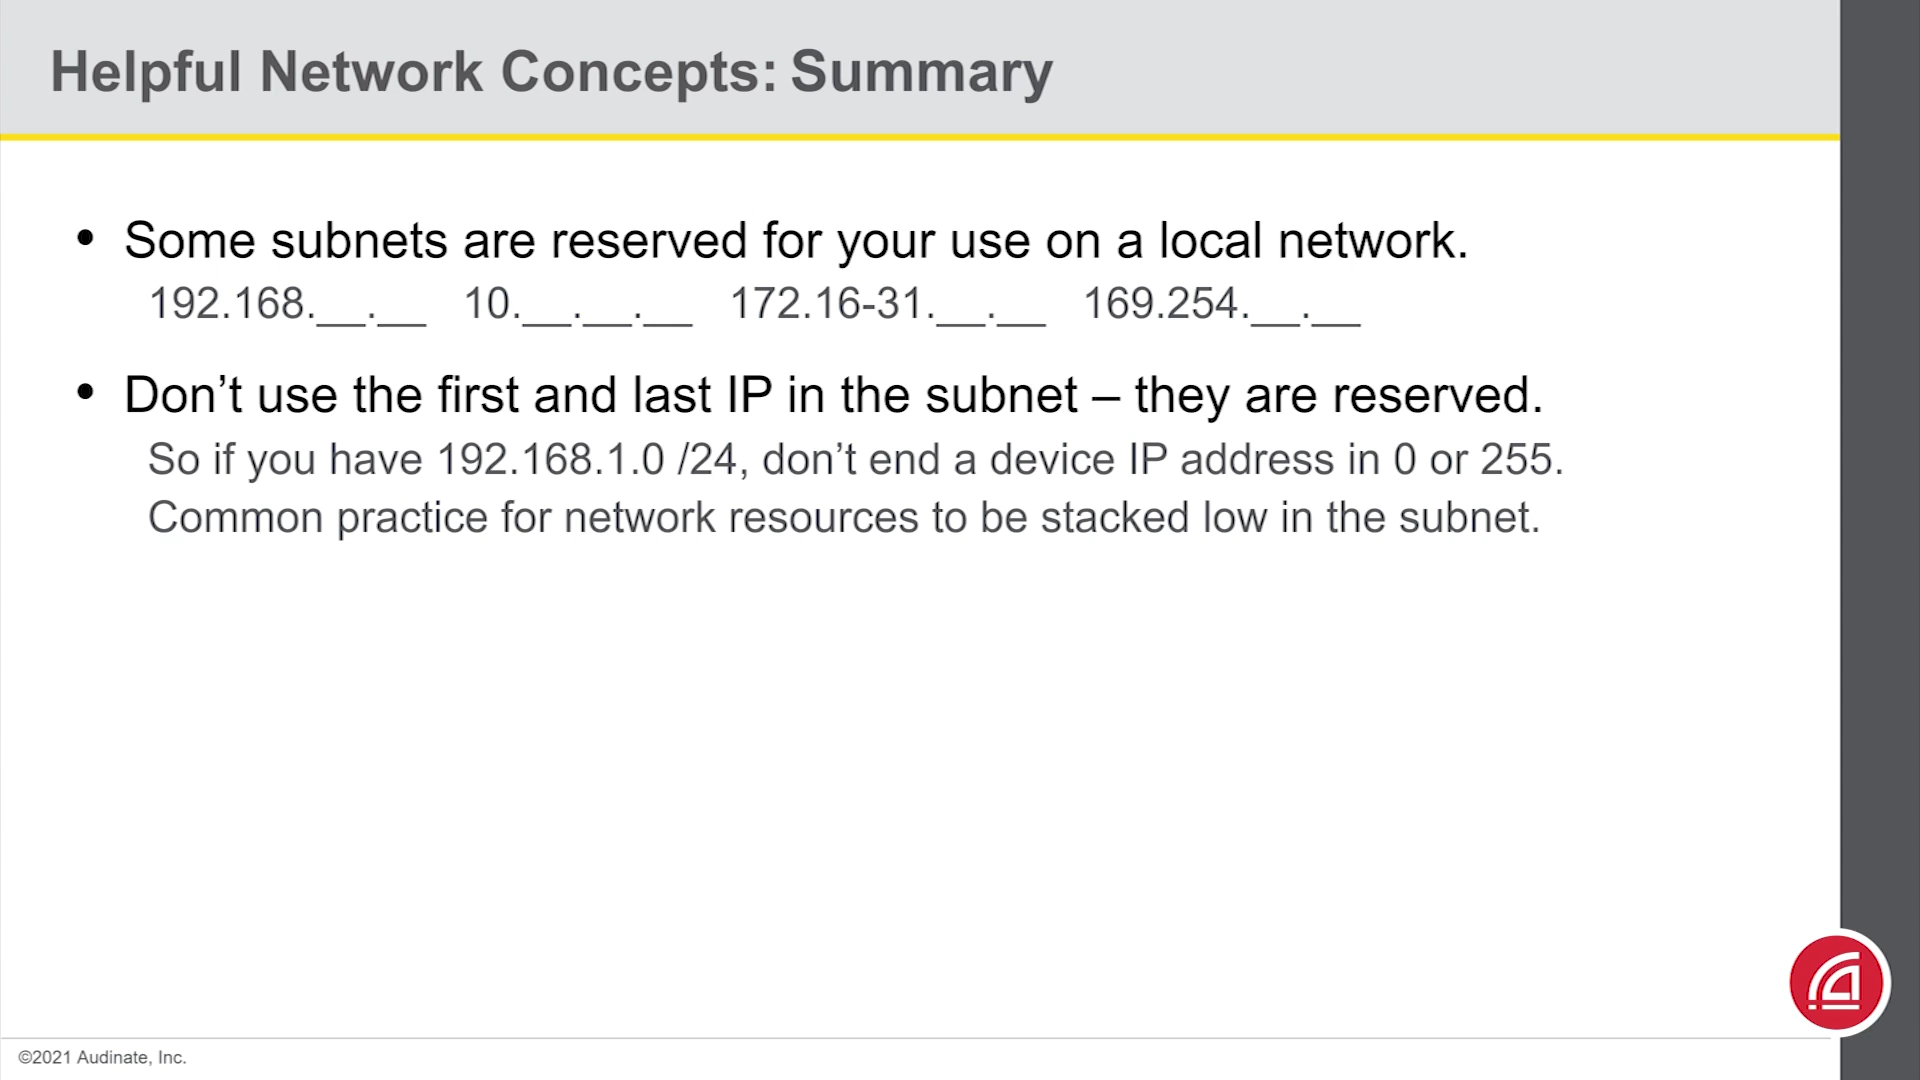 Helpful Network Concepts: Summary
• Some subnets are reserved for your use on a local network.
192.168.__.__ 10.__.__.__ 172.16-31.__.__ 169.254.__.__
• Don’t use the first and last IP in the subnet – they are reserved.
So if you have 192.168.1.0 /24, don’t end a device IP address in 0 or 255.
Common practice for network resources to be stacked low in the subnet.
©2021 Audinate, Inc.